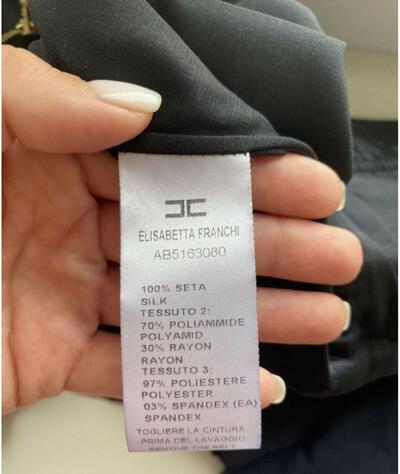 ELISABETTA FRANCHI
AB5163080
100% SETA
SILK
TESSUTO 2:
70% POLIAMMIDE
POLYAMID
30% RAYON
RAYON
TESSUTO 3:
97% POLIESTERE
POLYESTER
03% SPANDEX (EA)
SPANDEX
TOGLIERE LA CINTURA
PRIMA DEL LAVAGGIO
REMOVE THE BELT